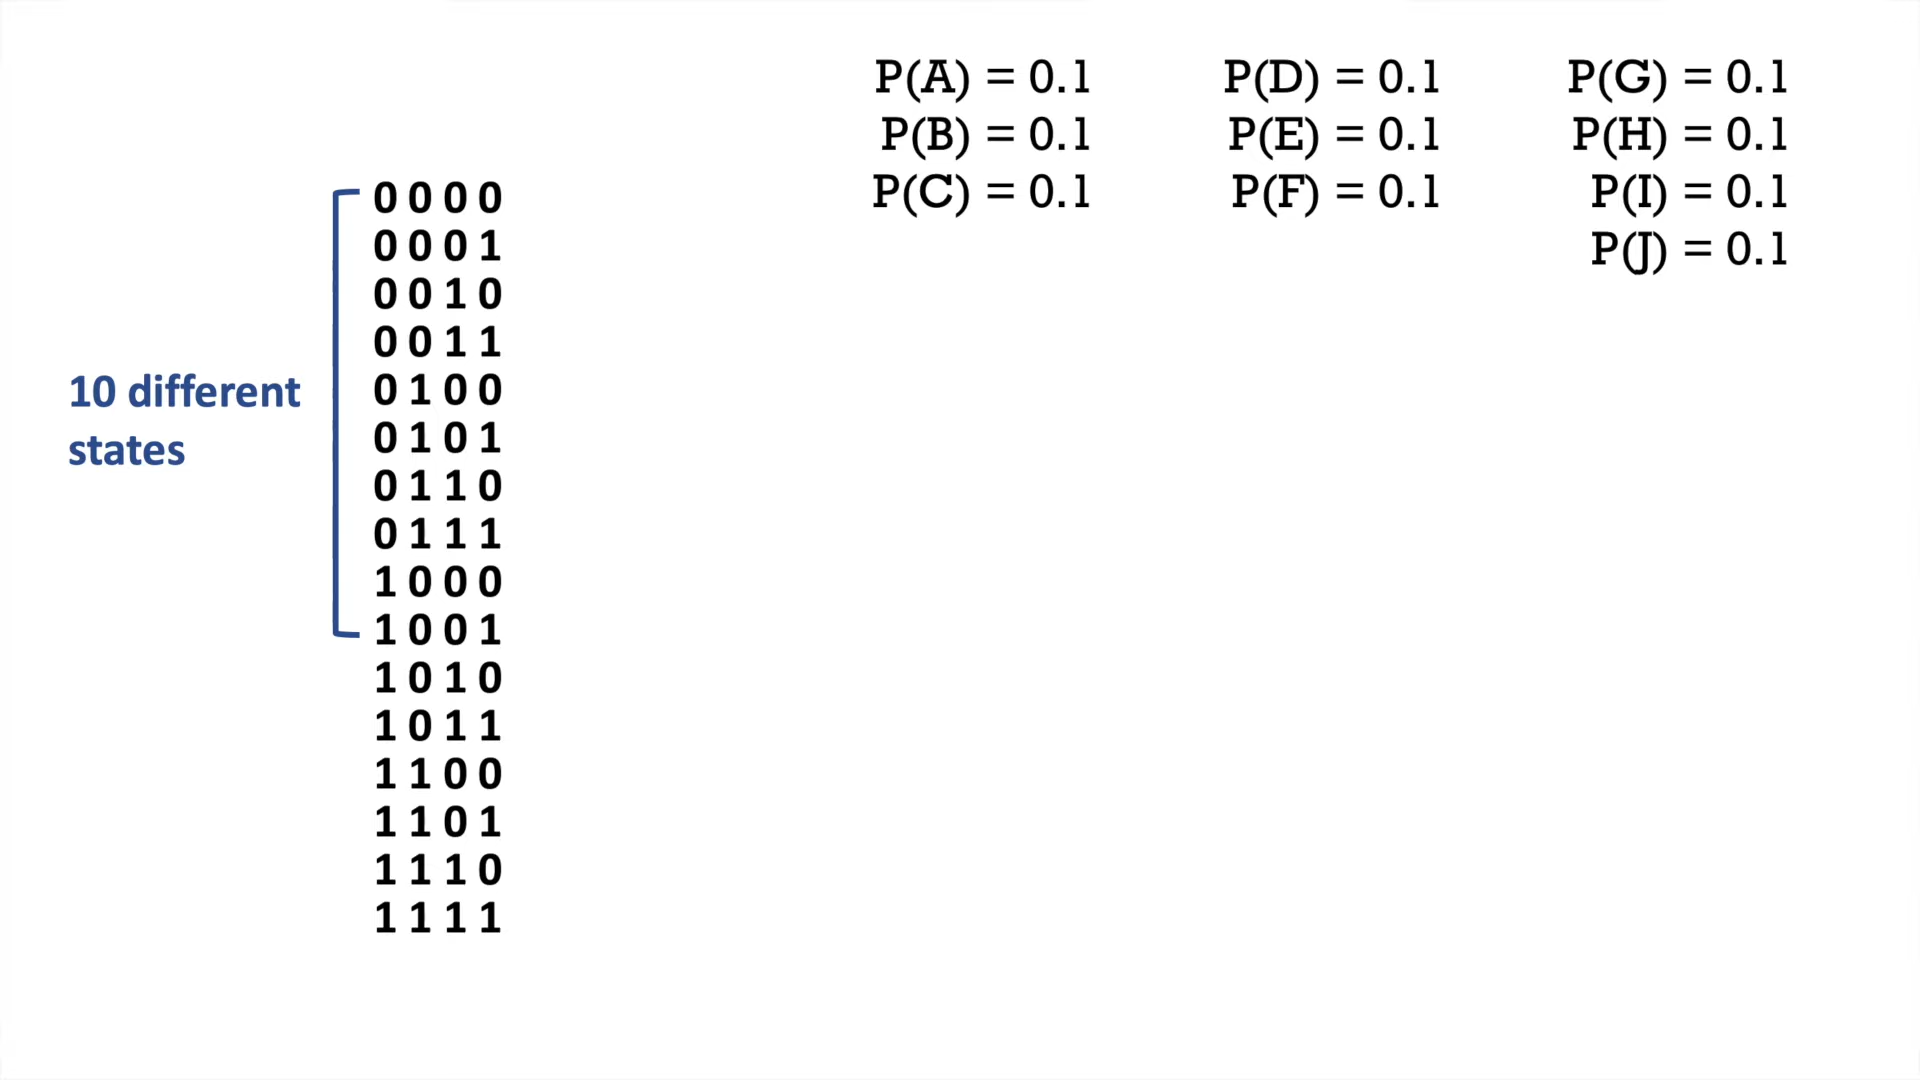 P(A) = 0.1
P(B) = 0.1
P(C) = 0.1
P(D) = 0.1
P(E) = 0.1
P(F) = 0.1
P(G) = 0.1
P(H) = 0.1
P(I) = 0.1
P(J) = 0.1
10 different
states
0 0 0 0
0 0 0 1
0 0 1 0
0 0 1 1
0 1 0 0
0 1 0 1
0 1 1 0
0 1 1 1
1 0 0 0
1 0 0 1
1 0 1 0
1 0 1 1
1 1 0 0
1 1 0 1
1 1 1 0
1 1 1 1